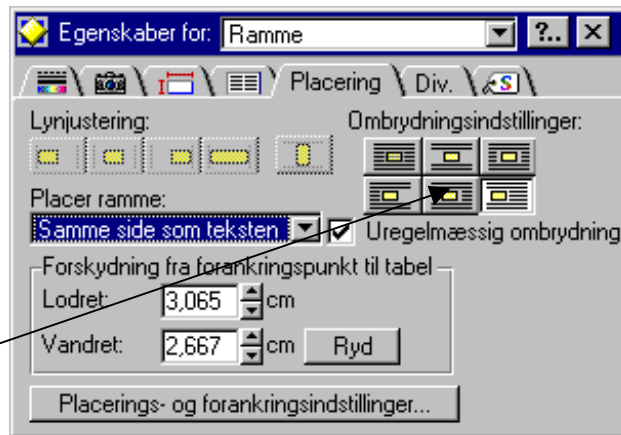 Egenskaber for: Ramme ?..
Placering Div. S
Lynjustering: Ombrydningsindstillinger:
Placer ramme:
Samme side som teksten Uregelmæssig ombrydning
Forskydning fra forankringspunkt til tabel
Lodret: 3,065 cm
Vandret: 2,667 cm Ryd
Placerings- og forankringsindstillinger...